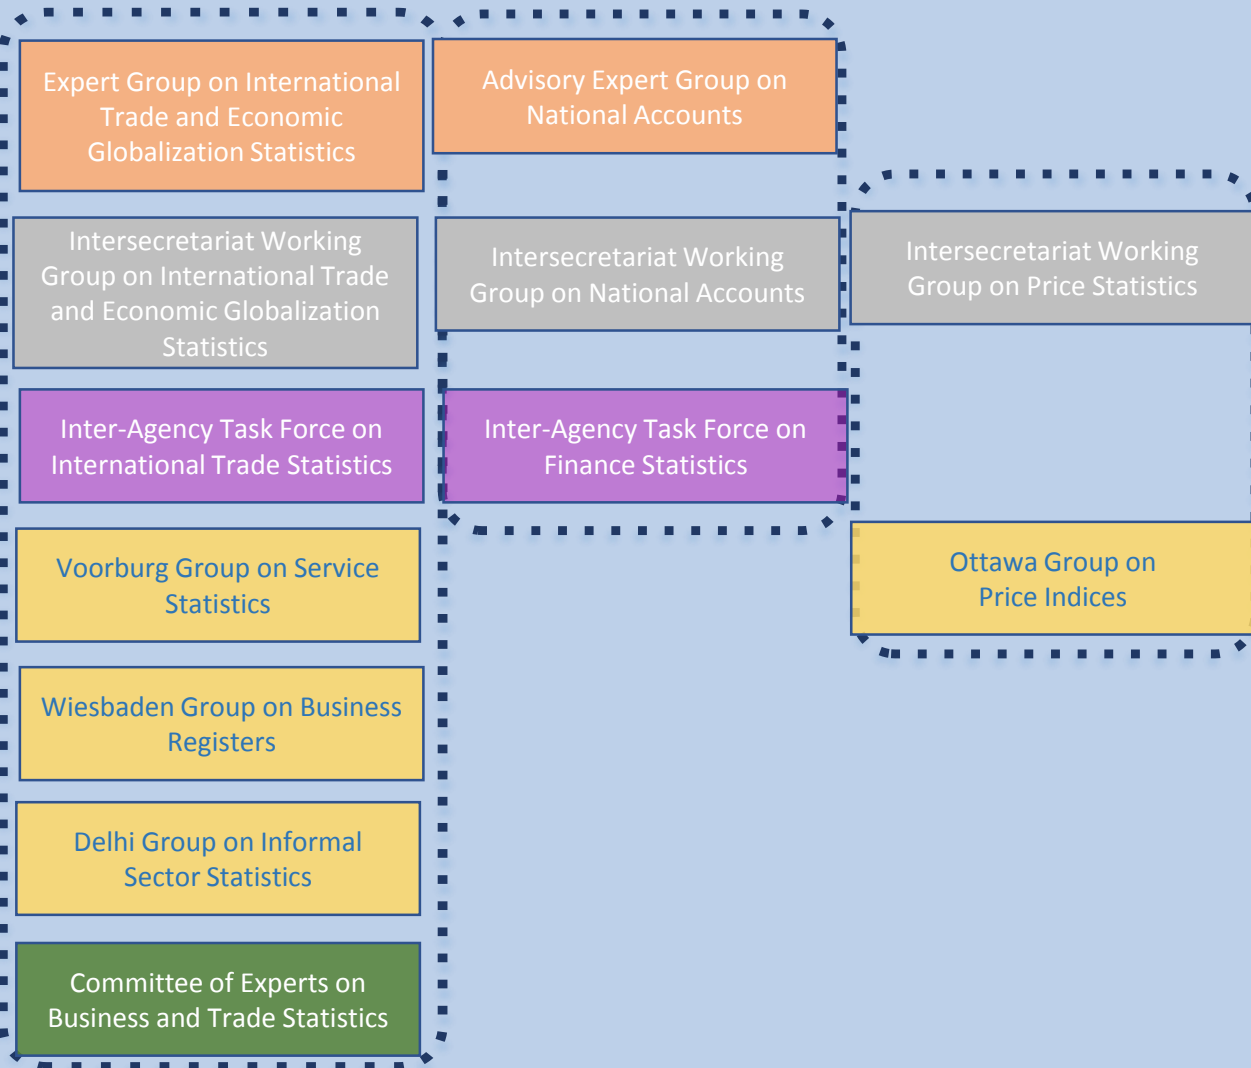 Expert Group on International
Trade and Economic
Globalization Statistics
Intersecretariat Working
Group on International Trade
and Economic Globalization
Statistics
Inter-Agency Task Force on
International Trade Statistics
Voorburg Group on Service
Statistics
Wiesbaden Group on Business
Registers
Delhi Group on Informal
Sector Statistics
Committee of Experts on
Business and Trade Statistics
Advisory Expert Group on
National Accounts
Intersecretariat Working
Group on National Accounts
Inter-Agency Task Force on
Finance Statistics
Intersecretariat Working
Group on Price Statistics
Ottawa Group on
Price Indices